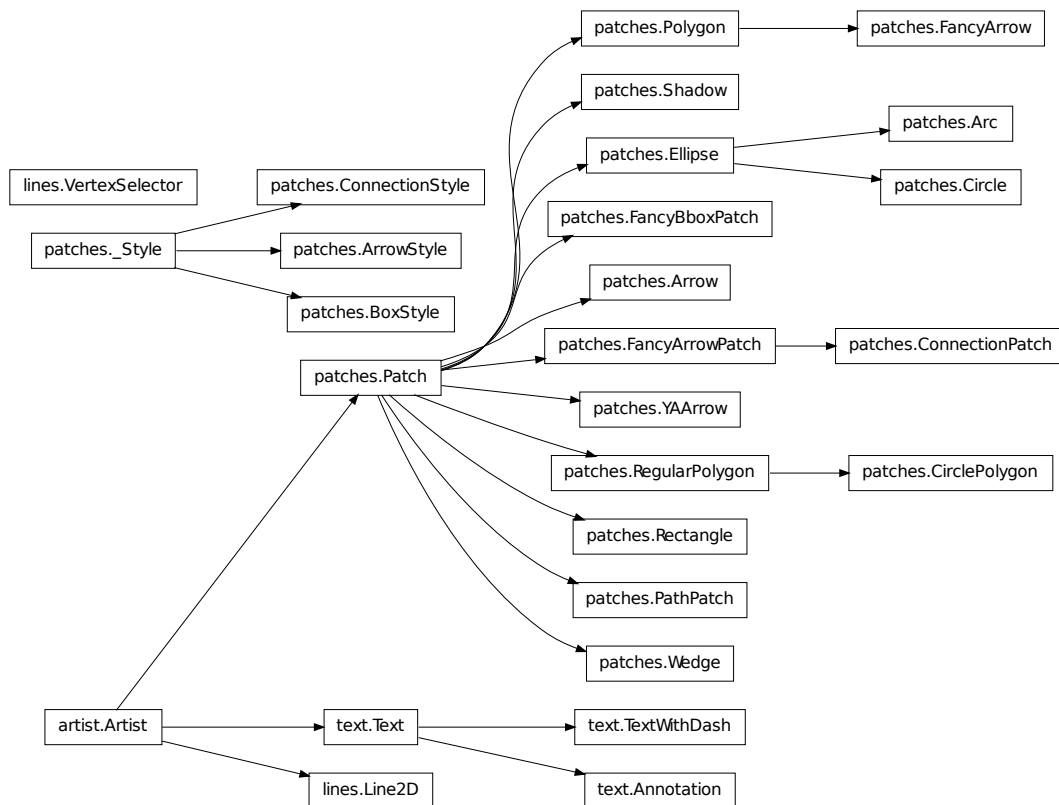 patches.Polygon
patches.FancyArrow
patches.Shadow
patches.Arc
patches.Ellipse
lines.VertexSelector
patches.ConnectionStyle
patches.Circle
patches.FancyBboxPatch
patches._Style
patches.ArrowStyle
patches.Arrow
patches.BoxStyle
patches.FancyArrowPatch
patches.ConnectionPatch
patches.Patch
patches.YAArrow
patches.RegularPolygon
patches.CirclePolygon
patches.Rectangle
patches.PathPatch
patches.Wedge
artist.Artist
text.Text
text.TextWithDash
lines.Line2D
text.Annotation